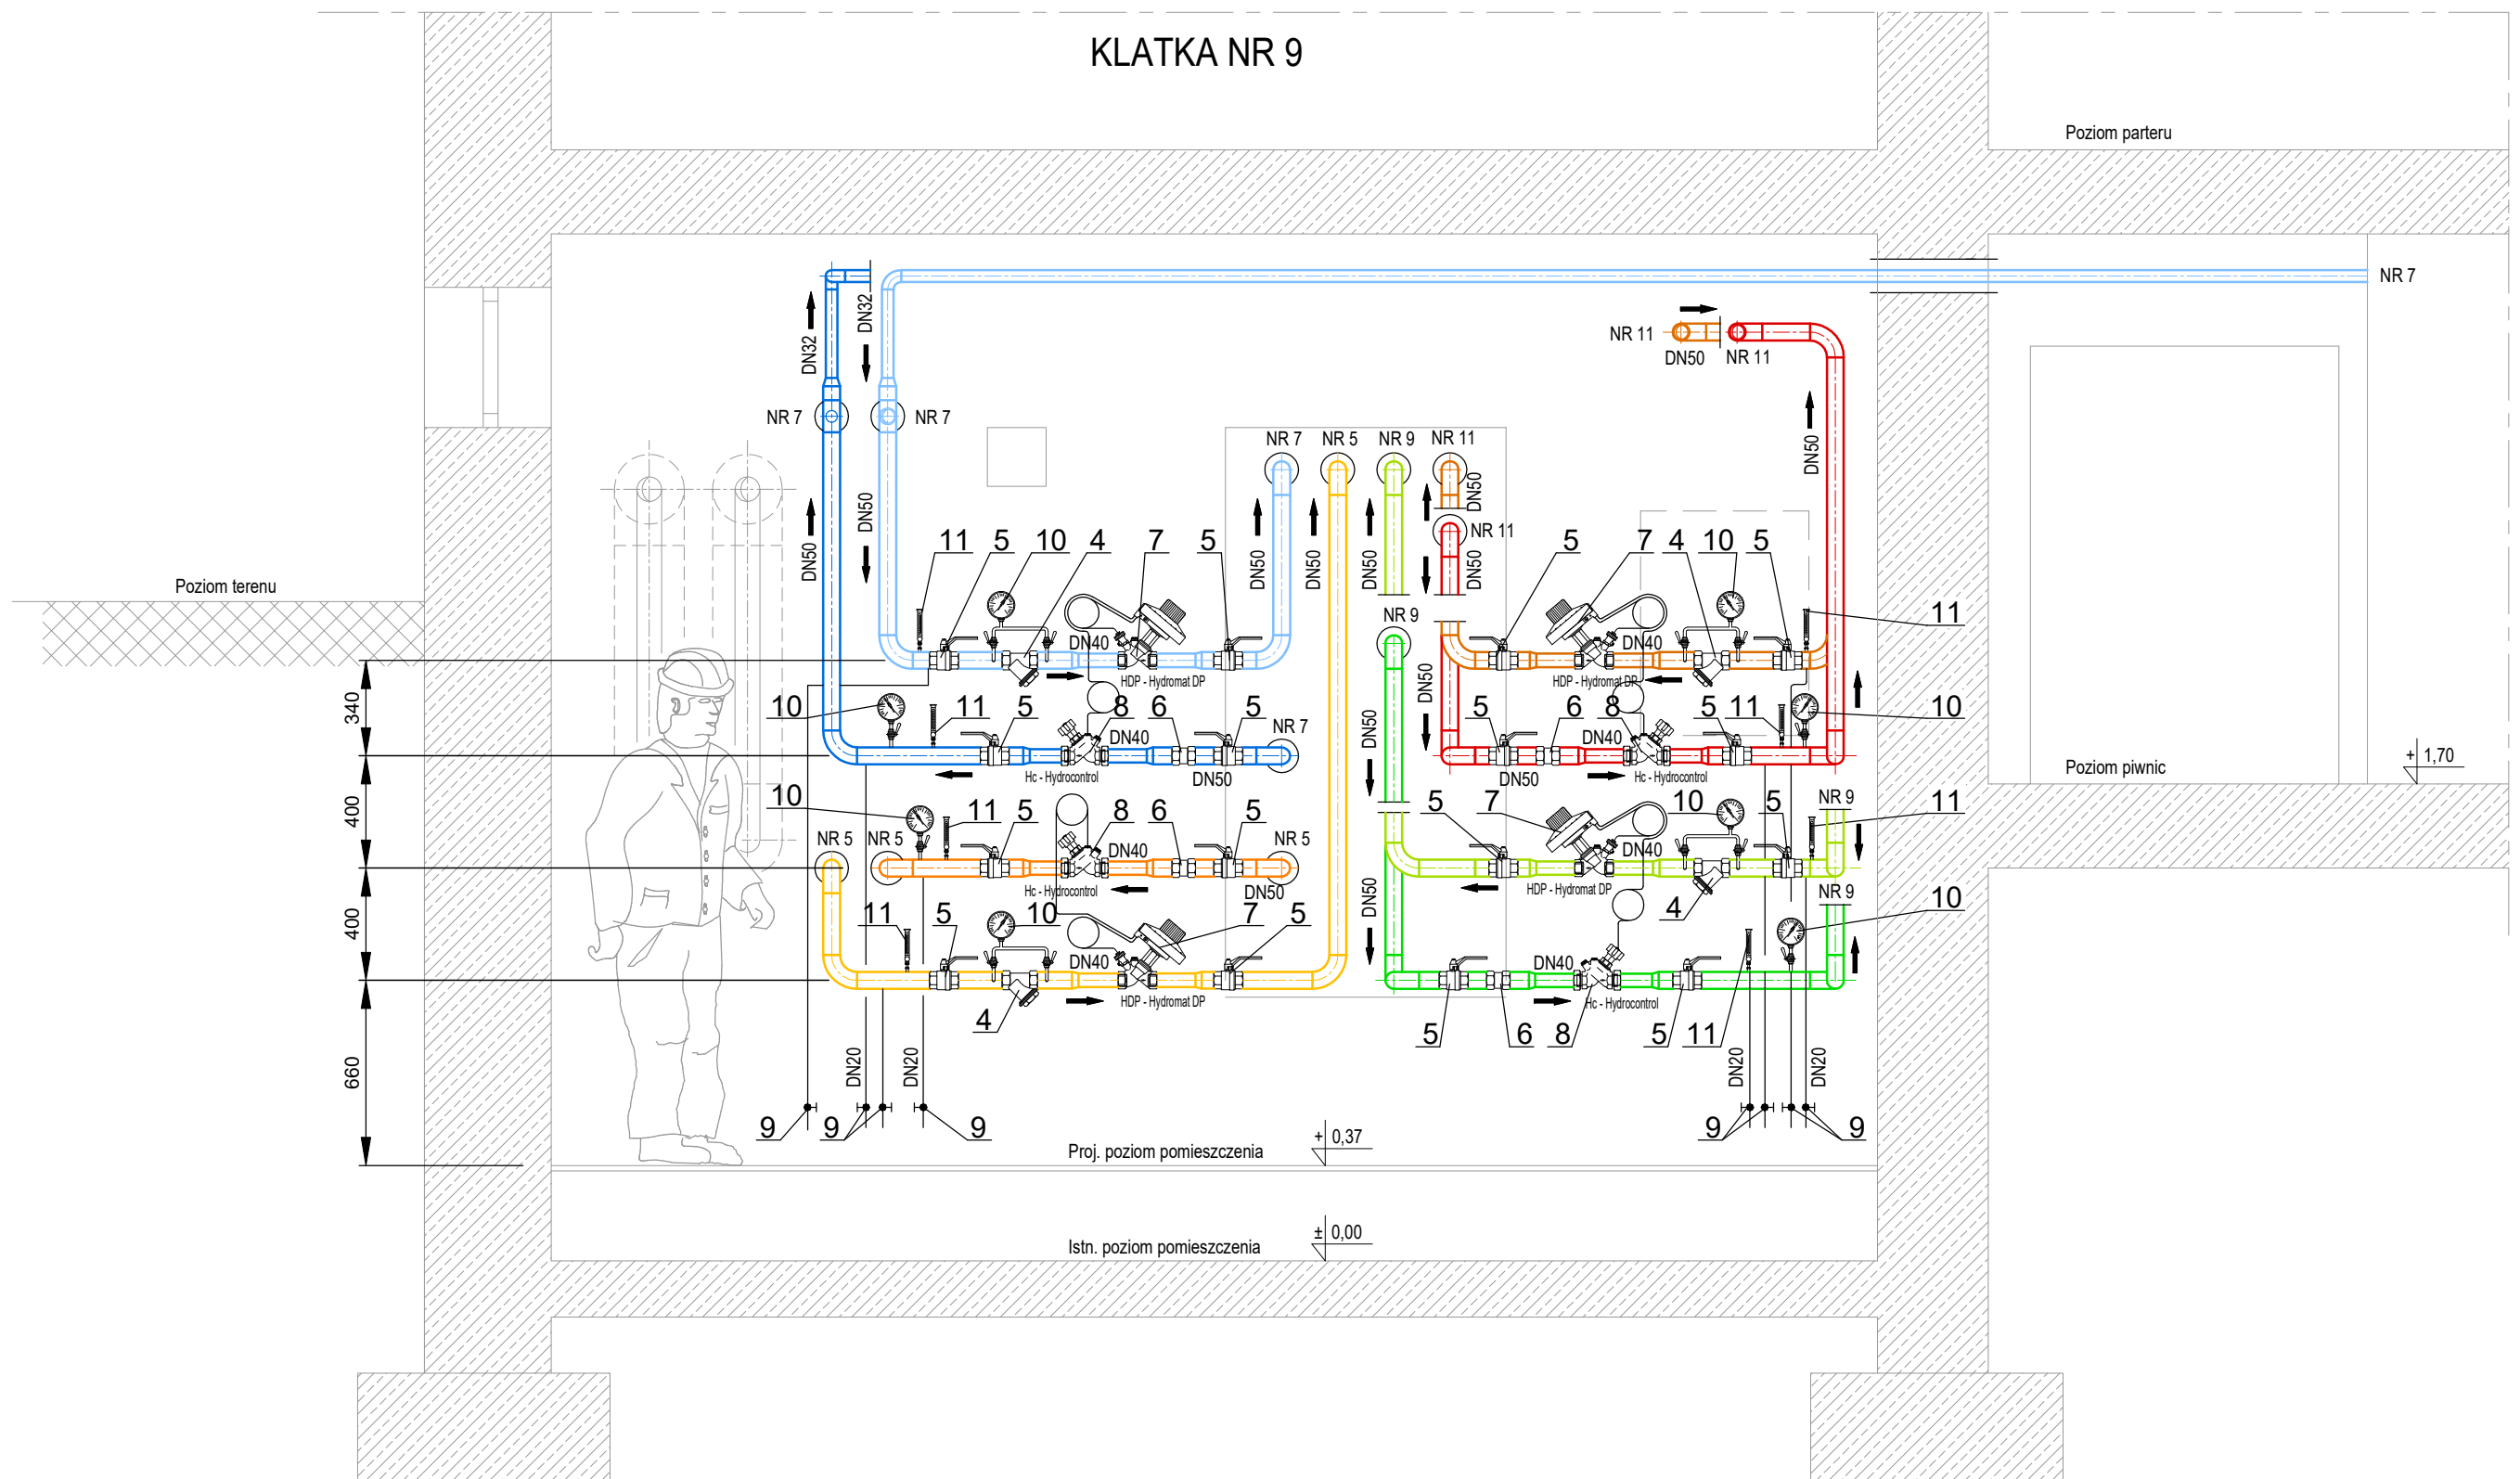 KLATKA NR 9
Poziom parteru
NR 7
DN32
DN32
NR 11
DN50
NR 11
NR 7
NR 7
DN50
NR 7
NR 5
NR 9
NR 11
DN50
NR 11
DN50
DN50
DN50
DN50
DN50
DN50
11
5
10
4
7
5
5
7
4
10
5
Poziom terenu
11
NR 9
DN40
DN40
HDP - Hydromat DP
HDP - Hydromat DP
340
DN50
10
11
5
8
6
5
5
6
8
5
11
10
DN40
NR 7
DN40
DN50
Hc - Hydrocontrol
DN50
DN50
Hc - Hydrocontrol
Poziom piwnic
+ 1,70
400
10
11
5
8
6
5
5
7
10
5
NR 9
11
NR 5
NR 5
DN40
NR 5
DN40
Hc - Hydrocontrol
DN50
HDP - Hydromat DP
NR 9
400
11
5
10
7
5
DN50
4
10
DN40
DN40
HDP - Hydromat DP
Hc - Hydrocontrol
4
5
6
8
5
11
660
DN20
DN20
DN20
DN20
9
9
9
9
9
Proj. poziom pomieszczenia
+ 0,37
Istn. poziom pomieszczenia
± 0,00